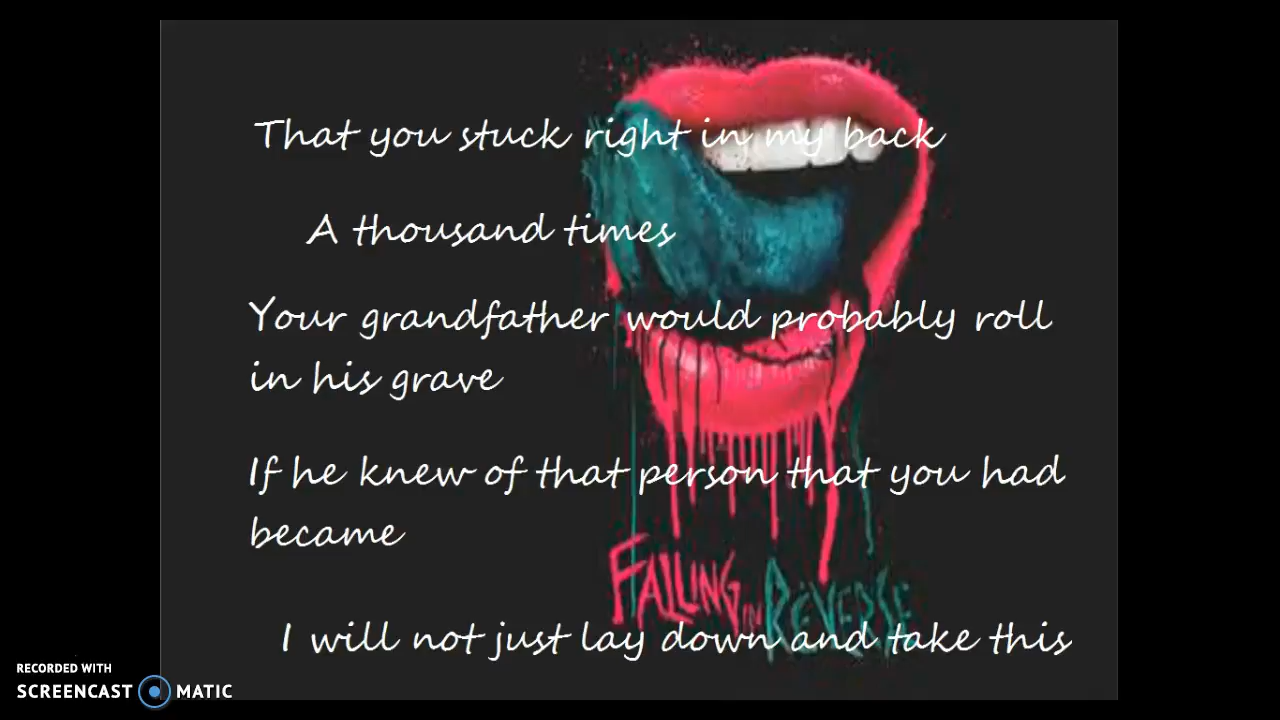 That you stuck right in my back
A thousand times
Your grandfather would probably roll
in his grave
If he knew of that person that you had
became
FALLING IN REVERSE
I will not just lay down and take this
RECORDED WITH
SCREENCAST MATIC